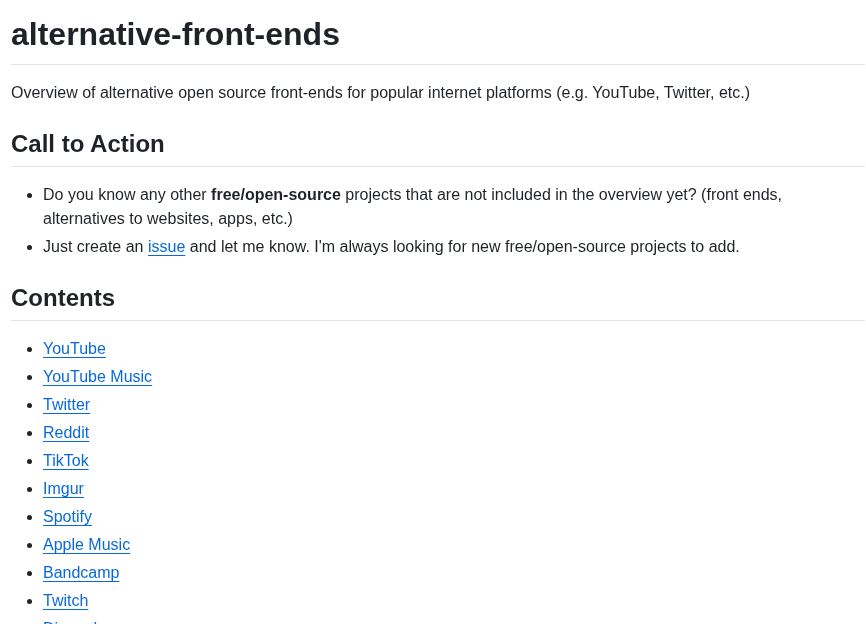 alternative-front-ends
Overview of alternative open source front-ends for popular internet platforms (e.g. YouTube, Twitter, etc.)
Call to Action
Do you know any other free/open-source projects that are not included in the overview yet? (front ends,
alternatives to websites, apps, etc.)
Just create an issue and let me know. I'm always looking for new free/open-source projects to add.
Contents
YouTube
YouTube Music
Twitter
Reddit
TikTok
Imgur
Spotify
Apple Music
Bandcamp
Twitch